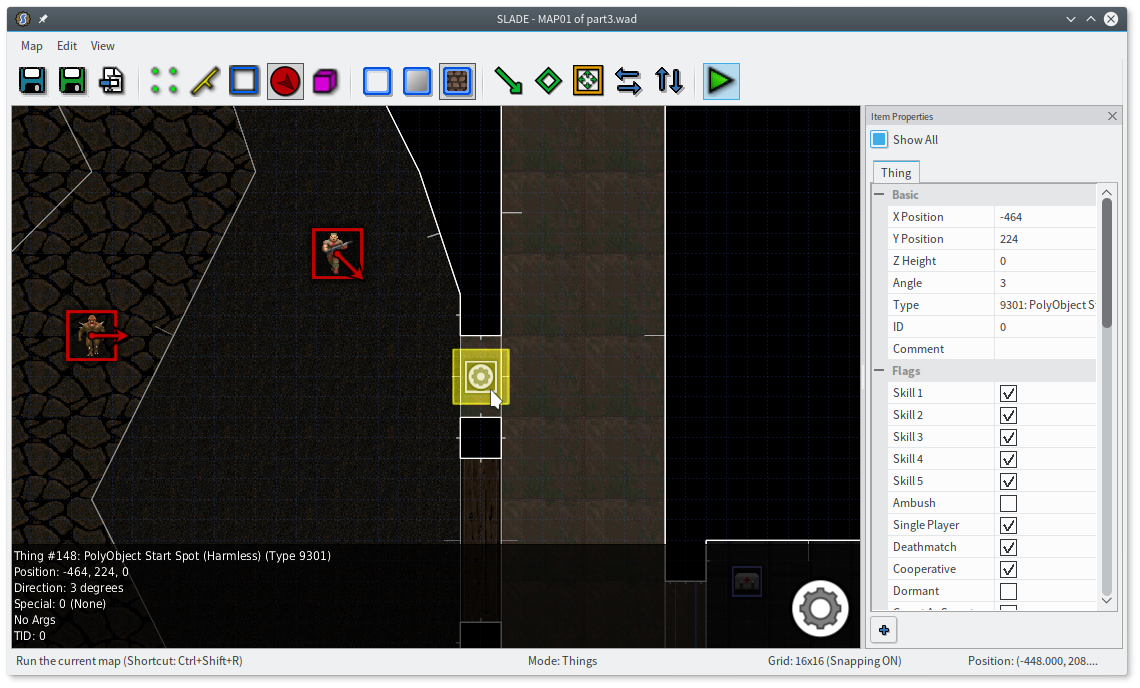 SLADE - MAP01 of part3.wad
Map Edit View
Item Properties
Show All
Thing
Basic
X Position -464
Y Position 224
Z Height 0
Angle 3
Type 9301: PolyObject S
ID 0
Comment
Flags
Skill 1
Skill 2
Skill 3
Skill 4
Skill 5
Ambush
Single Player
Deathmatch
Cooperative
Dormant
Thing #148: PolyObject Start Spot (Harmless) (Type 9301)
Position: -464, 224, 0
Direction: 3 degrees
Special: 0 (None)
No Args
TID: 0
Run the current map (Shortcut: Ctrl+Shift+R)
Mode: Things
Grid: 16x16 (Snapping ON)
Position: (-448.000, 208....